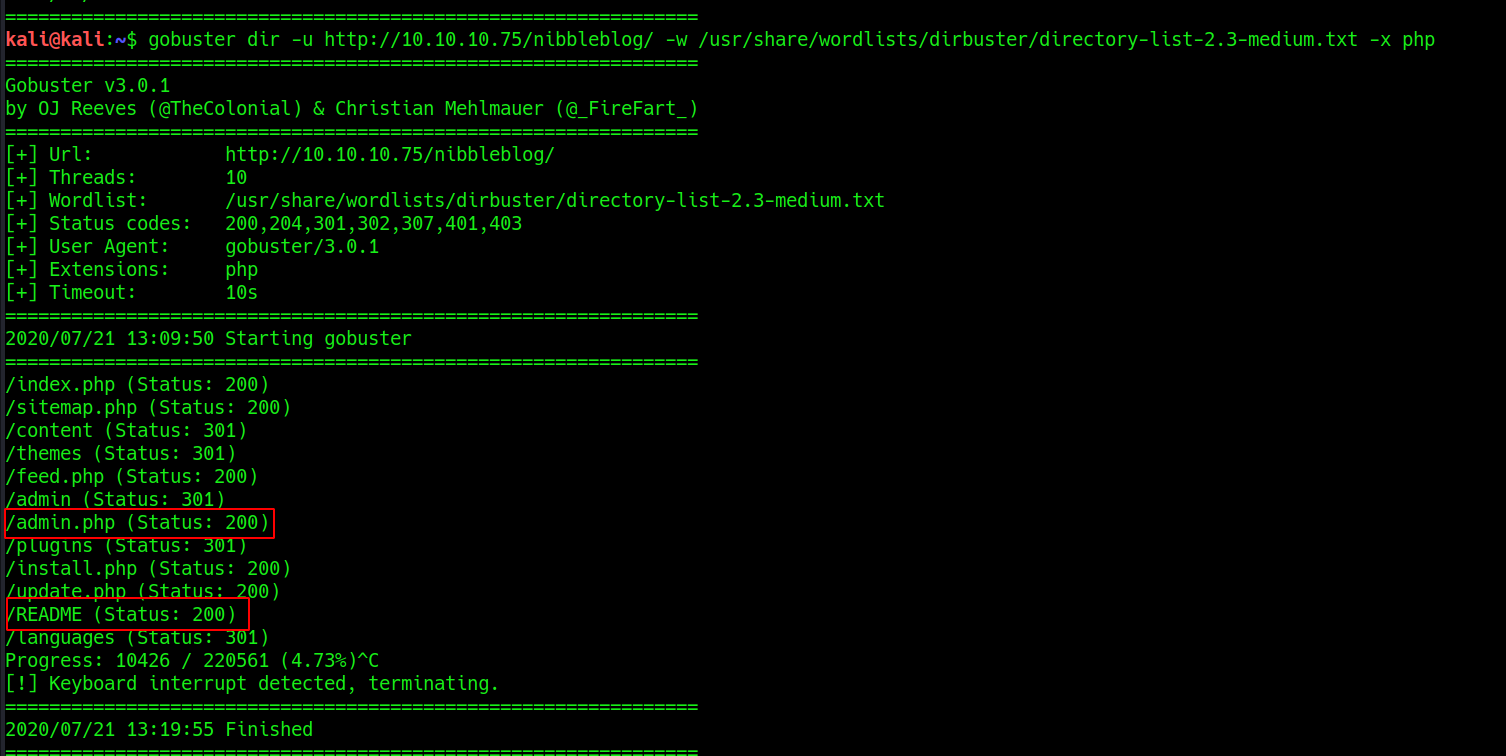 ============================================================
kali@kali:~$ gobuster dir -u http://10.10.10.75/nibbleblog/ -w /usr/share/wordlists/dirbuster/directory-list-2.3-medium.txt -x php
===============================================================
Gobuster v3.0.1
by OJ Reeves (@TheColonial) & Christian Mehlmauer (@_FireFart_)
===============================================================
[+] Url:            http://10.10.10.75/nibbleblog/
[+] Threads:        10
[+] Wordlist:       /usr/share/wordlists/dirbuster/directory-list-2.3-medium.txt
[+] Status codes:   200,204,301,302,307,401,403
[+] User Agent:     gobuster/3.0.1
[+] Extensions:     php
[+] Timeout:        10s
===============================================================
2020/07/21 13:09:50 Starting gobuster
===============================================================
/index.php (Status: 200)
/sitemap.php (Status: 200)
/content (Status: 301)
/themes (Status: 301)
/feed.php (Status: 200)
/admin (Status: 301)
/admin.php (Status: 200)
/plugins (Status: 301)
/install.php (Status: 200)
/update.php (Status: 200)
/README (Status: 200)
/languages (Status: 301)
Progress: 10426 / 220561 (4.73%)^C
[!] Keyboard interrupt detected, terminating.
===============================================================
2020/07/21 13:19:55 Finished
===============================================================